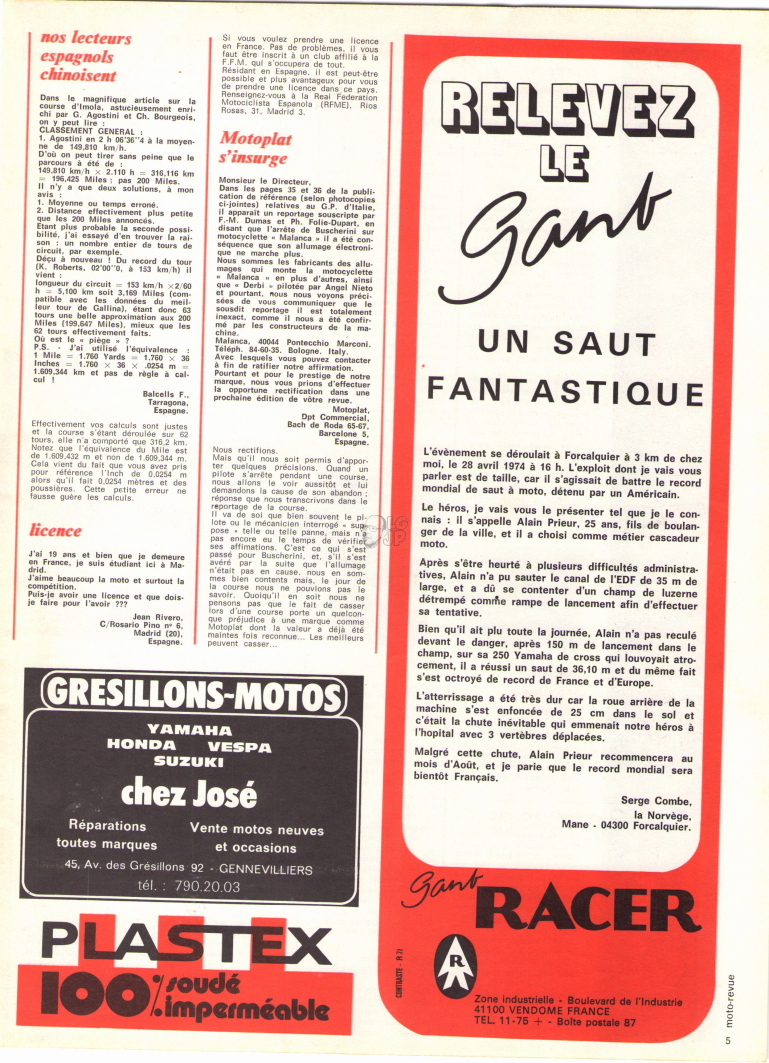 nos lecteurs
espagnols
chinoisent
Dans le magnifique article sur la
course d'Imola, astucieusement enri-
chi par G. Agostini et Ch. Bourgeois,
on y peut lire :
CLASSEMENT GENERAL :
1. Agostini en 2 h 06'36''4 à la moyen-
ne de 149,810 km/h.
D'où on peut tirer sans peine que le
parcours a été de :
149,810 km/h × 2.110 h = 316,116 km
= 196,425 Miles ; pas 200 Miles.
Il n'y a que deux solutions, à mon
avis :
1. Moyenne ou temps erroné.
2. Distance effectivement plus petite
que les 200 Miles annoncés.
Etant plus probable la seconde possi-
bilité, j'ai essayé d'en trouver la rai-
son : un nombre entier de tours de
circuit, par exemple.
Déçu à nouveau ! Du record du tour
(K. Roberts, 02'00''0, à 153 km/h) il
vient :
longueur du circuit = 153 km/h ×2/60
h = 5,100 km soit 3,169 Miles (com-
patible avec les données du meil-
leur tour de Gallina), étant donc 63
tours une belle approximation aux 200
Miles (199,647 Miles), mieux que les
62 tours effectivement faits.
Où est le « piège » ?
P.S. - J'ai utilisé l'équivalence :
1 Mile = 1.760 Yards = 1.760 × 36
Inches = 1.760 × 36 × .0254 m =
1.609,344 km et pas de règle à cal-
cul !
Balcells F.,
Tarragona,
Espagne.
Effectivement vos calculs sont justes
et la course s'étant déroulée sur 62
tours, elle n'a comporté que 316,2 km.
Notez que l'équivalence du Mile est
de 1.609,432 m et non de 1.609,344 m.
Cela vient du fait que vous avez pris
pour référence l'Inch de 0,0254 m
alors qu'il fait 0,0254 mètres et des
poussières. Cette petite erreur ne
fausse guère les calculs.
licence
J'ai 19 ans et bien que je demeure
en France, je suis étudiant ici à Ma-
drid.
J'aime beaucoup la moto et surtout la
compétition.
Puis-je avoir une licence et que dois-
je faire pour l'avoir ???
Jean Rivero,
C/Rosario Pino nº 6,
Madrid (20),
Espagne.
Si vous voulez prendre une licence
en France. Pas de problèmes, il vous
faut être inscrit à un club affilié à la
F.F.M. qui s'occupera de tout.
Résidant en Espagne, il est peut-être
possible et plus avantageux pour vous
de prendre une licence dans ce pays.
Renseignez-vous à la Real Federation
Motociclista Espanola (RFME), Rios
Rosas, 31, Madrid 3.
Motoplat
s'insurge
Monsieur le Directeur,
Dans les pages 35 et 36 de la publi-
cation de référence (selon photocopies
ci-jointes) relatives au G.P. d'Italie,
il apparait un reportage souscripte par
F.-M. Dumas et Ph. Folie-Dupart, en
disant que l'arrête de Buscherini sur
motocyclette « Malanca » il a été con-
séquence que son allumage électroni-
que ne marche plus.
Nous sommes les fabricants des allu-
mages qui monte la motocyclette
« Malanca » en plus d'autres, ainsi
que « Derbi » pilotée par Angel Nieto
et pourtant, nous nous voyons préci-
sées de vous communiquer que le
sousdit reportage il est totalement
inexact, comme il nous a été confir-
mé par les constructeurs de la ma-
chine.
Malanca, 40044 Pontecchio Marconi.
Téléph. 84-60-35. Bologne. Italy.
Avec lesquels vous pouvez contacter
à fin de ratifier notre affirmation.
Pourtant et pour le prestige de notre
marque, nous vous prions d'effectuer
la opportune rectification dans une
prochaine édition de vôtre revue.
Motoplat,
Dpt Commercial,
Bach de Roda 65-67,
Barcelone 5,
Espagne.
Nous rectifions.
Mais qu'il nous soit permis d'appor-
ter quelques précisions. Quand un
pilote s'arrête pendant une course,
nous allons le voir aussitôt et lui
demandons la cause de son abandon ;
réponse que nous transcrivons dans le
reportage de la course.
Il va de soi que bien souvent le pi-
lote ou le mécanicien interrogé « sup-
pose » telle ou telle panne, mais n'a
pas encore eu le temps de vérifier
ses affimations. C'est ce qui s'est
passé pour Buscherini, et, s'il s'est
avéré par la suite que l'allumage
n'était pas en cause, nous en som-
mes bien contents mais, le jour de
la course nous ne pouvions pas le
savoir. Quoiqu'il en soit nous ne
pensons pas que le fait de casser
lors d'une course porte un quelcon-
que préjudice à une marque comme
Motoplat dont la valeur a déjà été
maintes fois reconnue... Les meilleurs
peuvent casser...
GRESILLONS-MOTOS
YAMAHA
HONDA VESPA
SUZUKI
chez José
Réparations
toutes marques
Vente motos neuves
et occasions
45, Av. des Grésillons 92 - GENNEVILLIERS
tél. : 790.20.03
PLASTEX
100% soudé
imperméable
RELEVEZ
LE
Gant
UN SAUT
FANTASTIQUE
L'évènement se déroulait à Forcalquier à 3 km de chez
moi, le 28 avril 1974 à 16 h. L'exploit dont je vais vous
parler est de taille, car il s'agissait de battre le record
mondial de saut à moto, détenu par un Américain.
Le héros, je vais vous le présenter tel que je le con-
nais : il s'appelle Alain Prieur, 25 ans, fils de boulan-
ger de la ville, et il a choisi comme métier cascadeur
moto.
Après s'être heurté à plusieurs difficultés administra-
tives, Alain n'a pu sauter le canal de l'EDF de 35 m de
large, et a dû se contenter d'un champ de luzerne
détrempé comme rampe de lancement afin d'effectuer
sa tentative.
Bien qu'il ait plu toute la journée, Alain n'a pas reculé
devant le danger, après 150 m de lancement dans le
champ, sur sa 250 Yamaha de cross qui louvoyait atro-
cement, il a réussi un saut de 36,10 m et du même fait
s'est octroyé de record de France et d'Europe.
L'atterrissage a été très dur car la roue arrière de la
machine s'est enfoncée de 25 cm dans le sol et
c'était la chute inévitable qui emmenait notre héros à
l'hopital avec 3 vertèbres déplacées.
Malgré cette chute, Alain Prieur recommencera au
mois d'Août, et je parie que le record mondial sera
bientôt Français.
Serge Combe,
la Norvège,
Mane - 04300 Forcalquier.
Gant RACER
R
CONTRASTE - R 71
Zone industrielle - Boulevard de l'Industrie
41100 VENDOME FRANCE
TEL. 11-75 + - Boîte postale 87
moto-revue
5
LG
JP